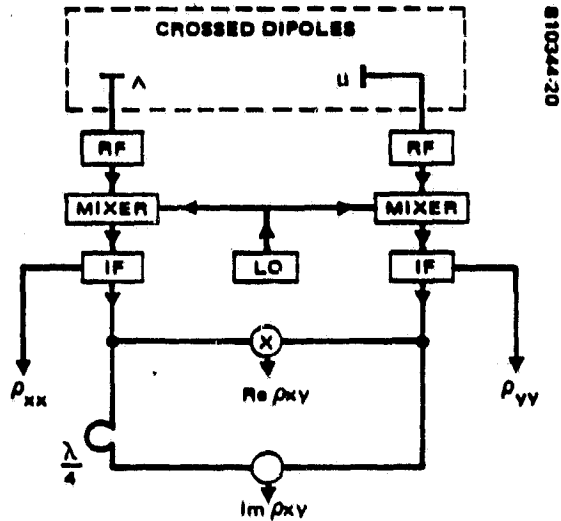 CROSSED DIPOLES
810344-20
Λ
u
RF
RF
MIXER
MIXER
IF
LO
IF
X
ρxx
Re ρxy
ρyy
λ/4
Im ρxy